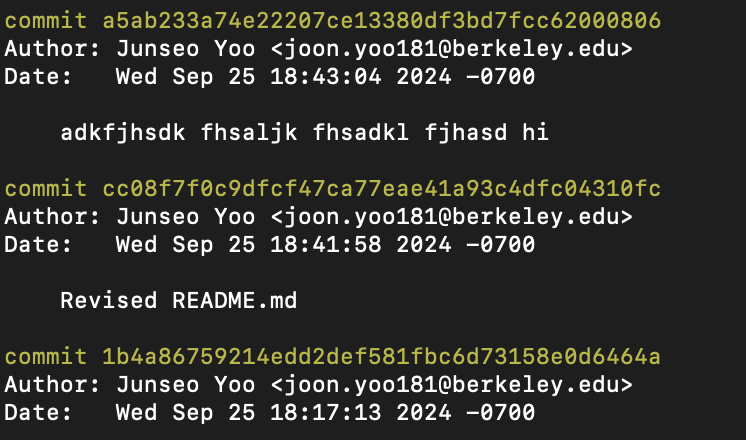 commit a5ab233a74e22207ce13380df3bd7fcc62000806
Author: Junseo Yoo <joon.yoo181@berkeley.edu>
Date:   Wed Sep 25 18:43:04 2024 -0700
adkfjhsdk fhsaljk fhsadkl fjhasd hi
commit cc08f7f0c9dfcf47ca77eae41a93c4dfc04310fc
Author: Junseo Yoo <joon.yoo181@berkeley.edu>
Date:   Wed Sep 25 18:41:58 2024 -0700
Revised README.md
commit 1b4a86759214edd2def581fbc6d73158e0d6464a
Author: Junseo Yoo <joon.yoo181@berkeley.edu>
Date:   Wed Sep 25 18:17:13 2024 -0700